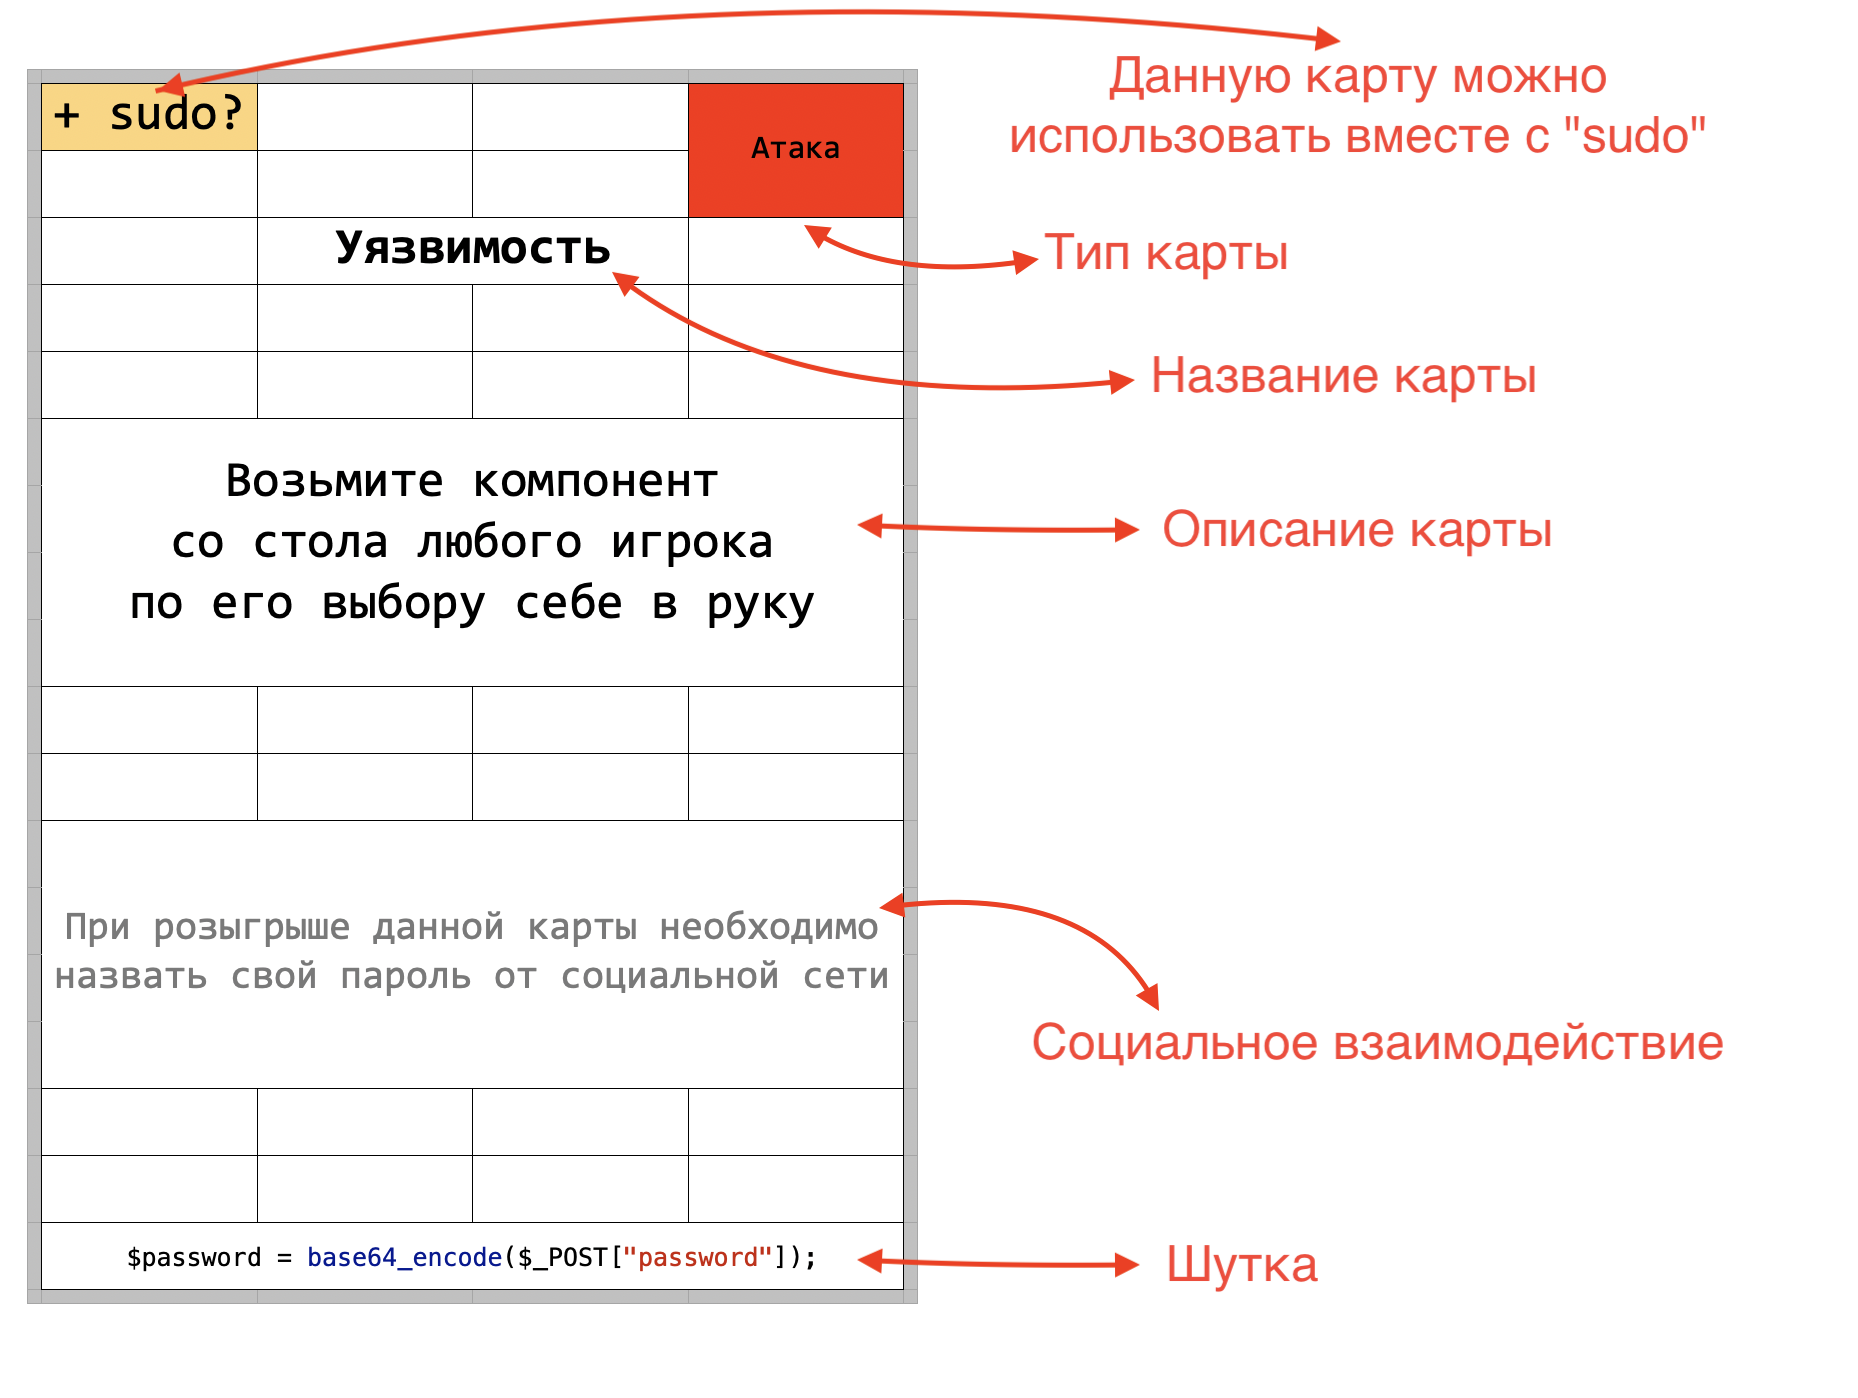 Данную карту можно
использовать вместе с "sudo"
+ sudo?
Атака
Уязвимость
Тип карты
Название карты
Возьмите компонент
со стола любого игрока
по его выбору себе в руку
Описание карты
При розыгрыше данной карты необходимо
назвать свой пароль от социальной сети
Социальное взаимодействие
$password = base64_encode($_POST["password"]);
Шутка